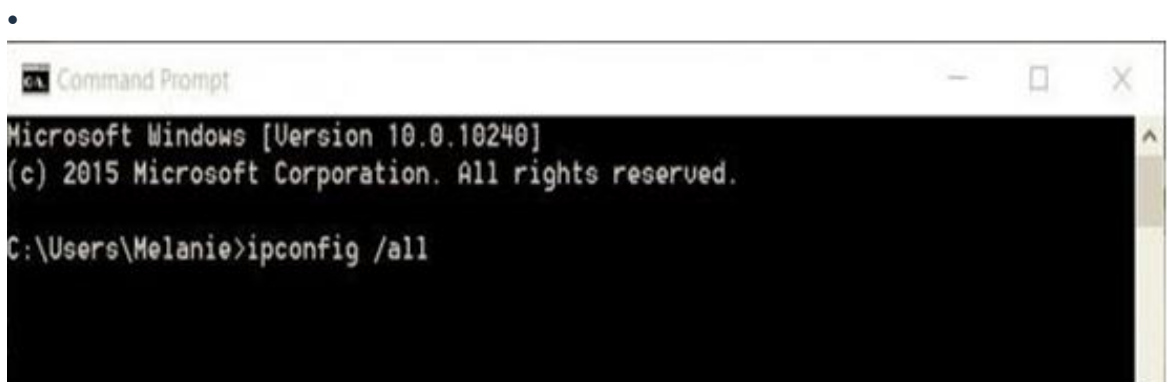 Command Prompt
Microsoft Windows [Version 10.0.10240]
(c) 2015 Microsoft Corporation. All rights reserved.
C:\Users\Melanie>ipconfig /all